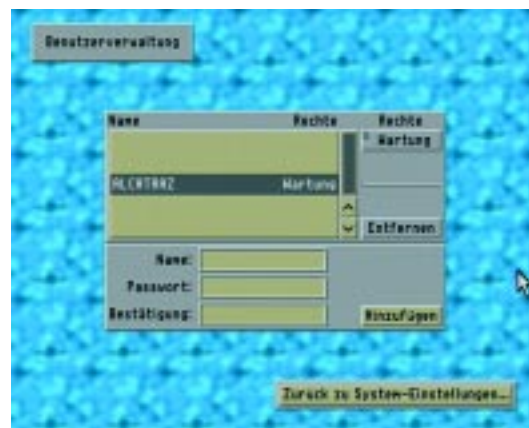 Benutzerverwaltung
Name Rechte Rechte
Wartung
ALCATRAZ Wartung
Entfernen
Name:
Passwort:
Bestätigung:
Hinzufügen
Zurück zu System-Einstellungen...